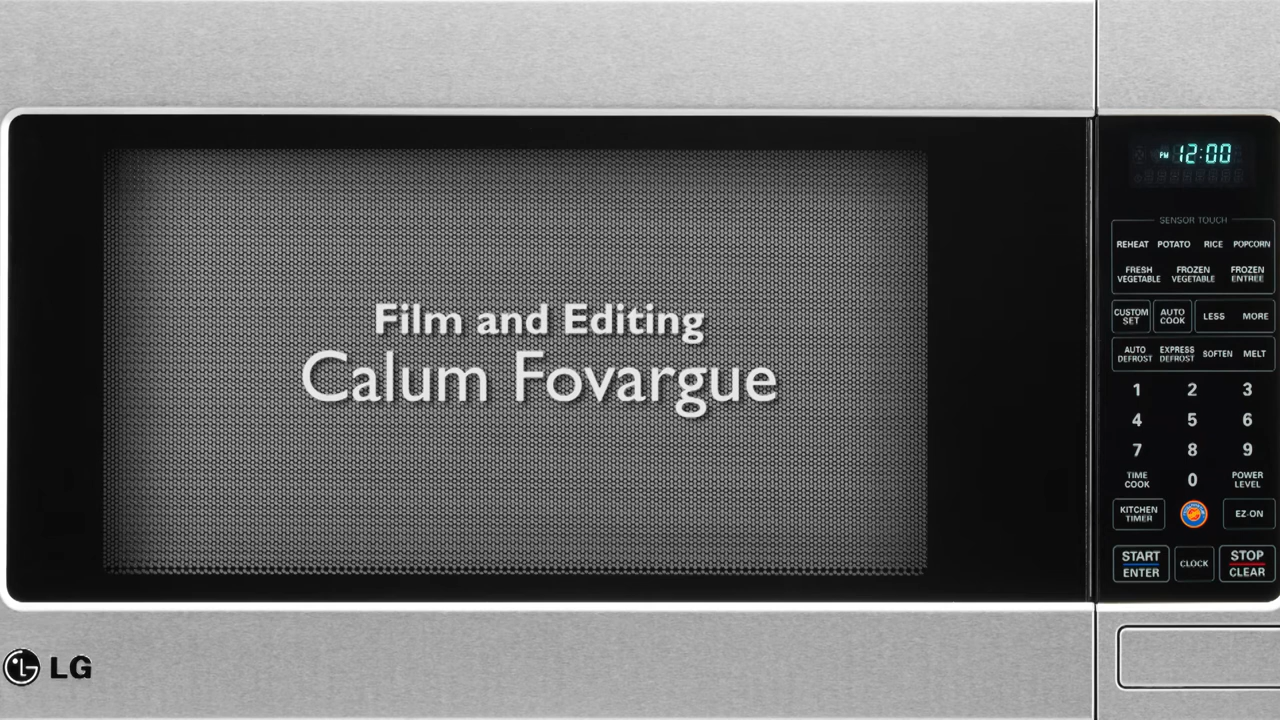 Film and Editing
Calum Fovargue
PM 12:00
SENSOR TOUCH
REHEAT POTATO RICE POPCORN
FRESH VEGETABLE
FROZEN VEGETABLE
FROZEN ENTREE
CUSTOM SET
AUTO COOK
LESS MORE
AUTO DEFROST
EXPRESS DEFROST
SOFTEN MELT
1 2 3
4 5 6
7 8 9
TIME COOK
0
POWER LEVEL
KITCHEN TIMER
EZ-ON
START ENTER
CLOCK
STOP CLEAR
LG